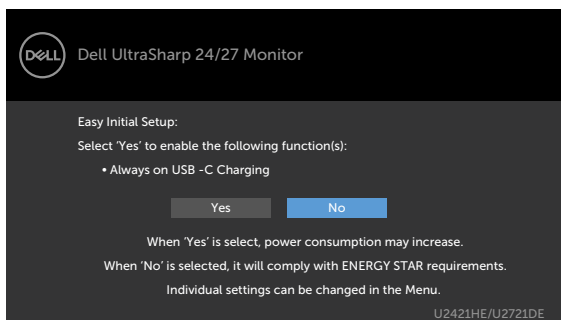 DELL
Dell UltraSharp 24/27 Monitor
Easy Initial Setup:
Select ‘Yes’ to enable the following function(s):
• Always on USB -C Charging
Yes
No
When ‘Yes’ is select, power consumption may increase.
When ‘No’ is selected, it will comply with ENERGY STAR requirements.
Individual settings can be changed in the Menu.
U2421HE/U2721DE